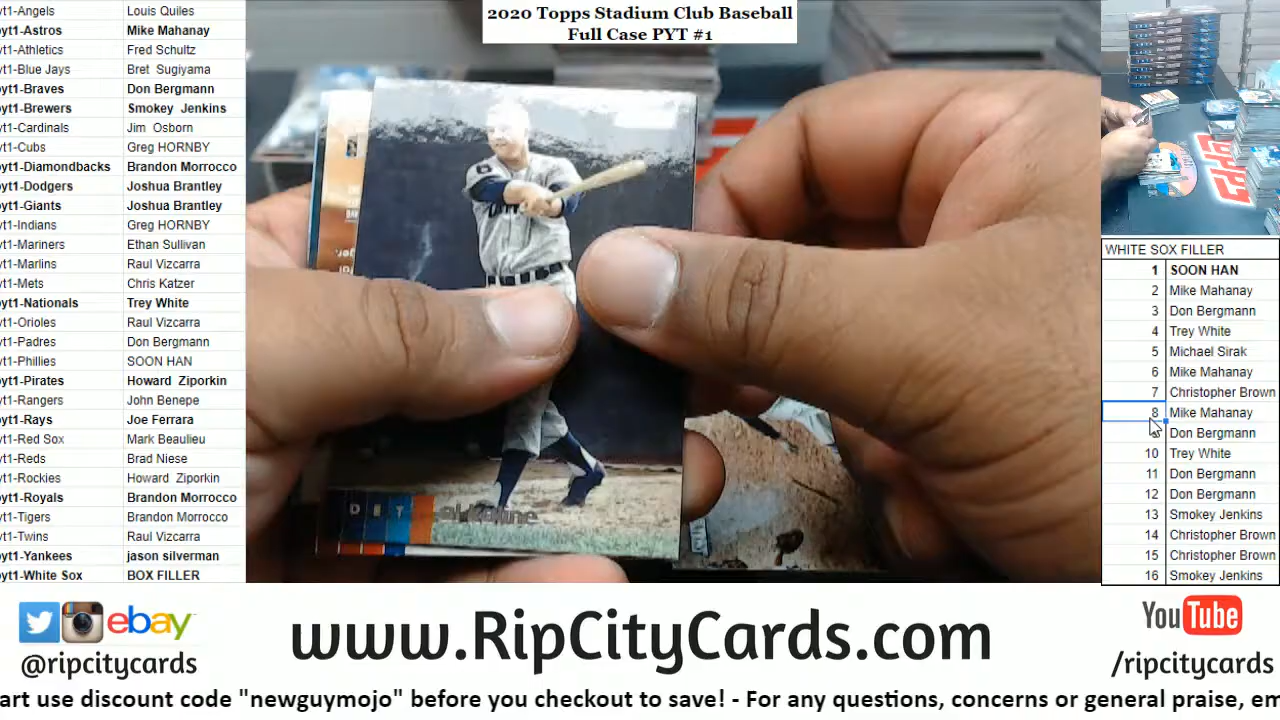 2020 Topps Stadium Club Baseball
Full Case PYT #1
yt1-Angels Louis Quiles
yt1-Astros Mike Mahanay
yt1-Athletics Fred Schultz
yt1-Blue Jays Bret Sugiyama
yt1-Braves Don Bergmann
yt1-Brewers Smokey Jenkins
yt1-Cardinals Jim Osborn
yt1-Cubs Greg HORNBY
yt1-Diamondbacks Brandon Morrocco
yt1-Dodgers Joshua Brantley
yt1-Giants Joshua Brantley
yt1-Indians Greg HORNBY
yt1-Mariners Ethan Sullivan
yt1-Marlins Raul Vizcarra
yt1-Mets Chris Katzer
yt1-Nationals Trey White
yt1-Orioles Raul Vizcarra
yt1-Padres Don Bergmann
yt1-Phillies SOON HAN
yt1-Pirates Howard Ziporkin
yt1-Rangers John Benepe
yt1-Rays Joe Ferrara
yt1-Red Sox Mark Beaulieu
yt1-Reds Brad Niese
yt1-Rockies Howard Ziporkin
yt1-Royals Brandon Morrocco
yt1-Tigers Brandon Morrocco
yt1-Twins Raul Vizcarra
yt1-Yankees jason silverman
yt1-White Sox BOX FILLER
DET al kaline
WHITE SOX FILLER
1 SOON HAN
2 Mike Mahanay
3 Don Bergmann
4 Trey White
5 Michael Sirak
6 Mike Mahanay
7 Christopher Brown
8 Mike Mahanay
Don Bergmann
10 Trey White
11 Don Bergmann
12 Don Bergmann
13 Smokey Jenkins
14 Christopher Brown
15 Christopher Brown
16 Smokey Jenkins
ebay
@ripcitycards
www.RipCityCards.com
YouTube
/ripcitycards
art use discount code "newguymojo" before you checkout to save! - For any questions, concerns or general praise, em